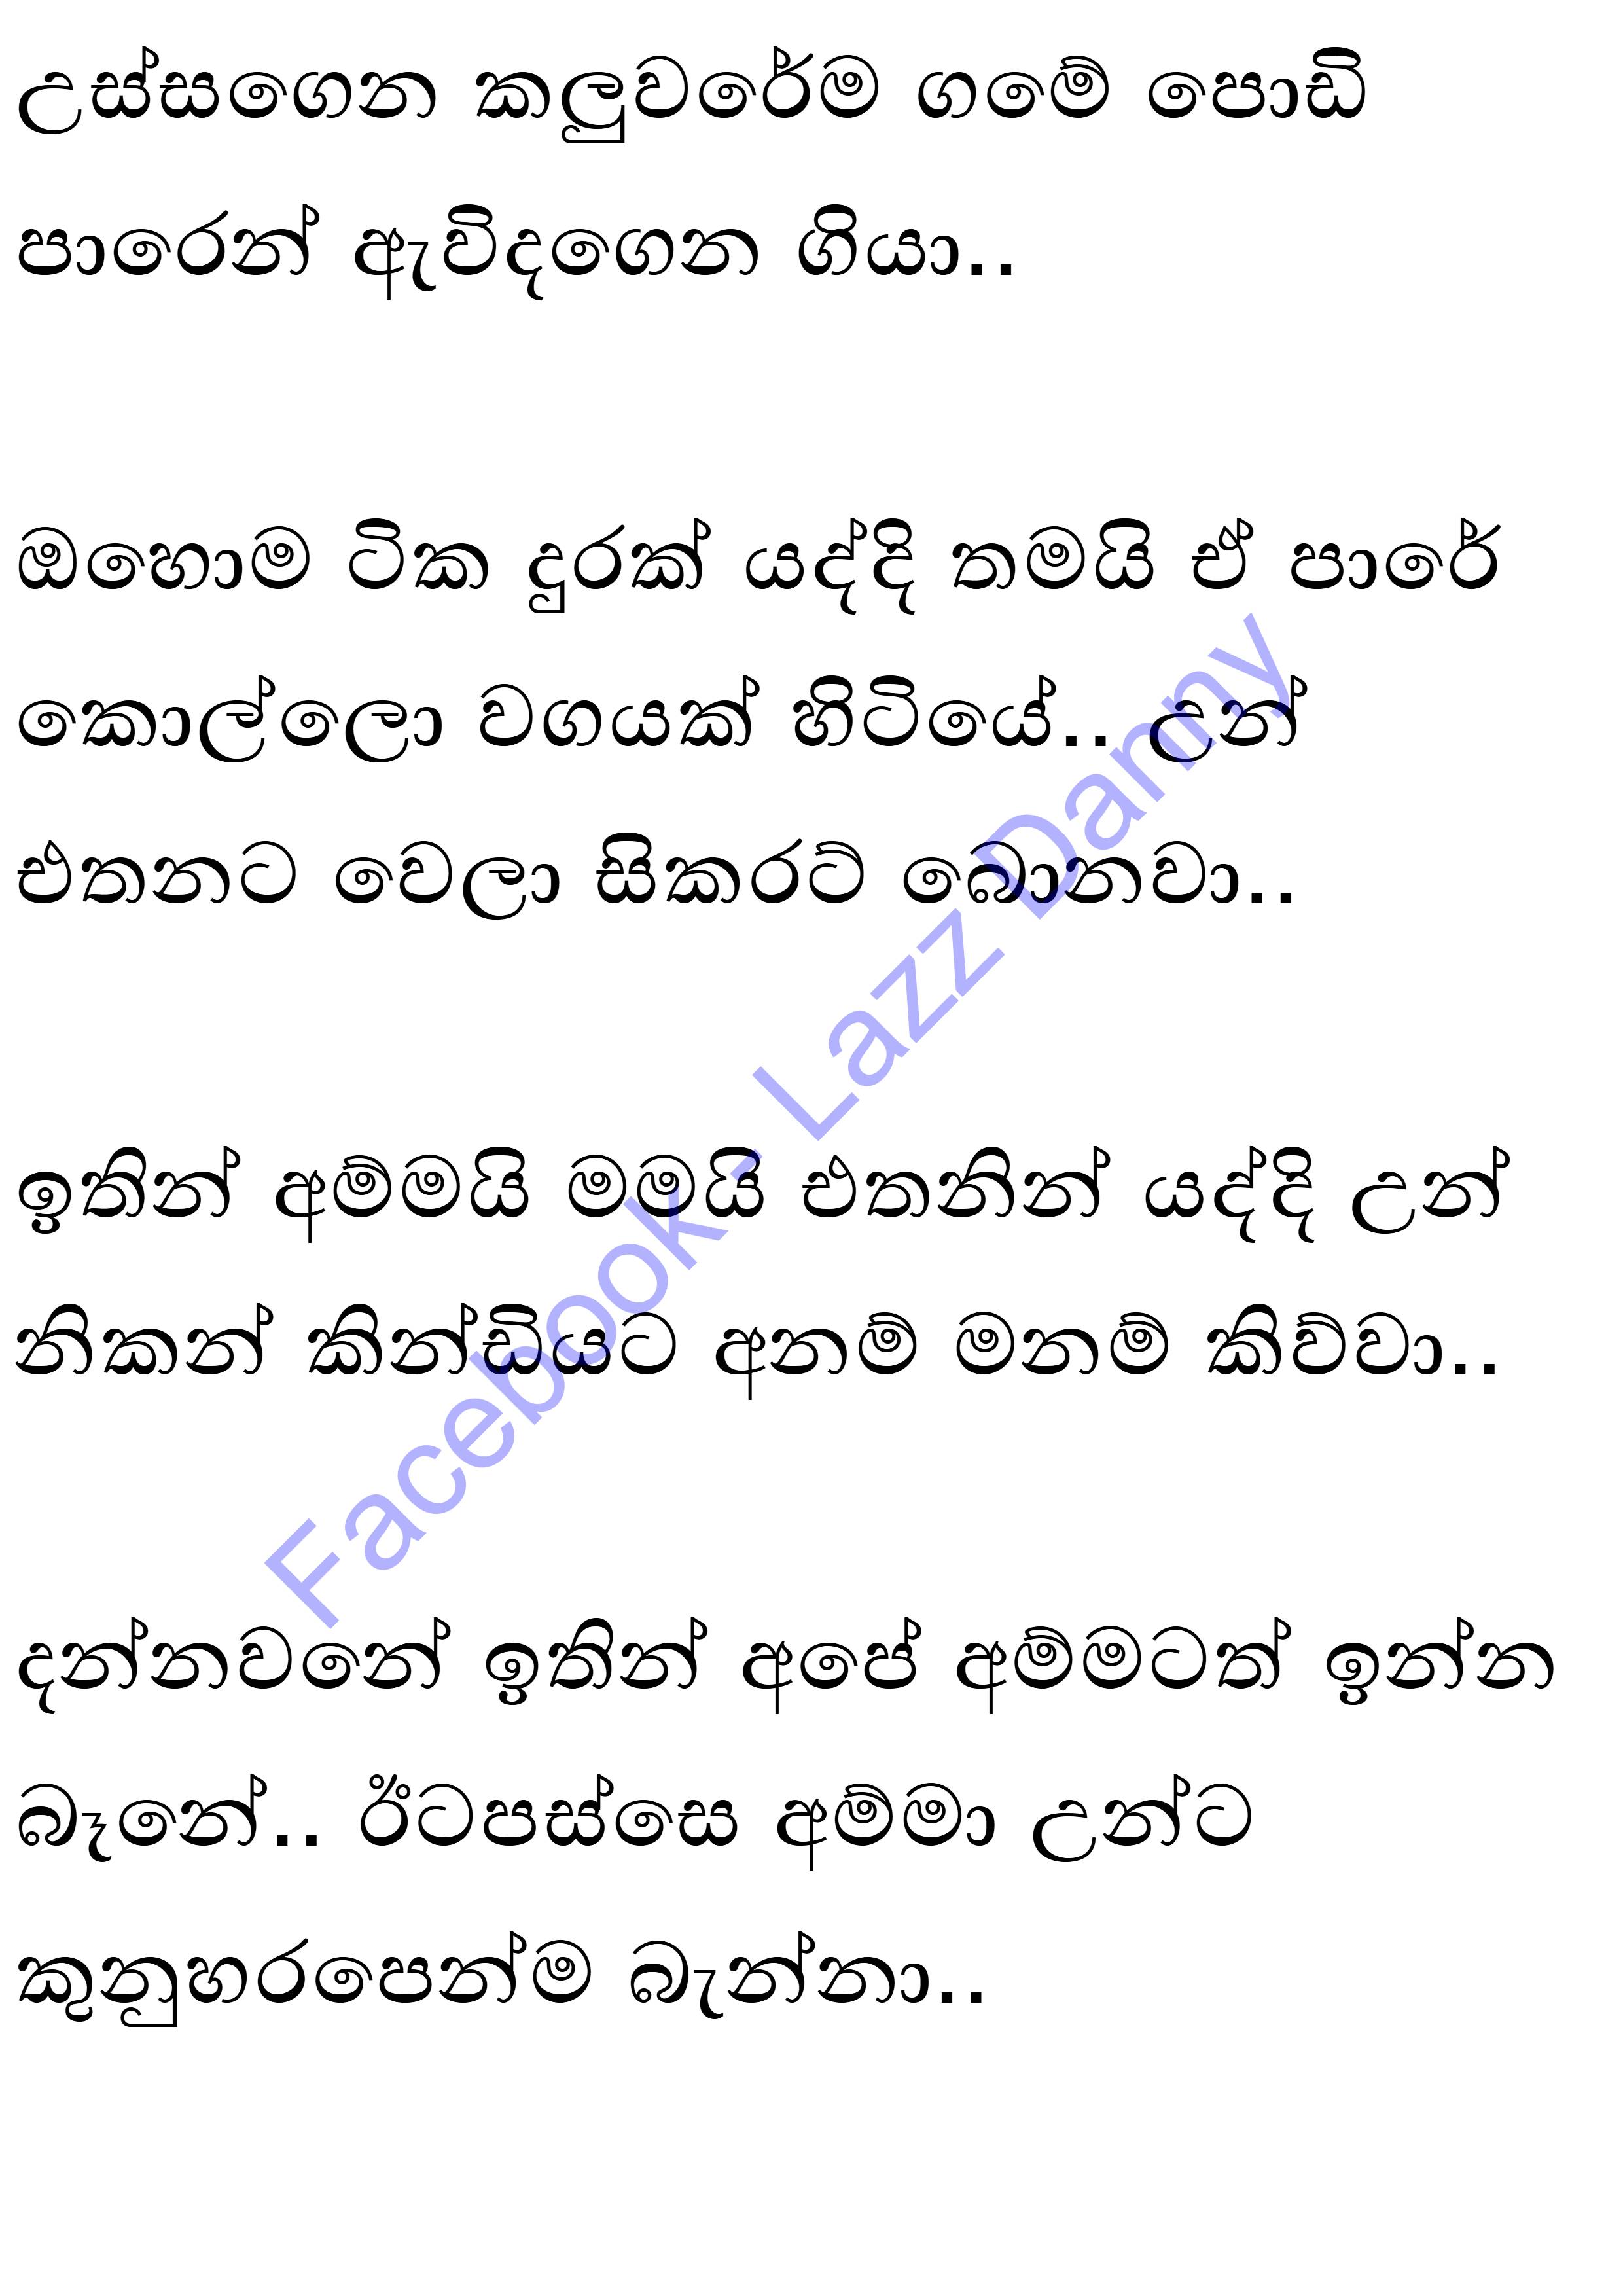 උස්සගෙන කලුවරේම ගමේ පොඩි
පාරෙන් ඇවිදගෙන ගියා..
ඔහොම ටික දුරක් යද්දි තමයි ඒ පාරේ
කොල්ලො වගයක් හිටියේ.. උන්
එතනට වෙලා සිකරට් බොනවා..
ඉතින් අම්මයි මමයි එතනින් යද්දි උන්
නිකන් කින්ඩියට අනම් මනම් කිව්වා..
දන්නවනේ ඉතින් අපේ අම්මටත් ඉන්න
බෑනේ.. ඊටපස්සෙ අම්මා උන්ට
කුනුහරපෙන්ම බැන්නා..
Facebook - Lazz Danny